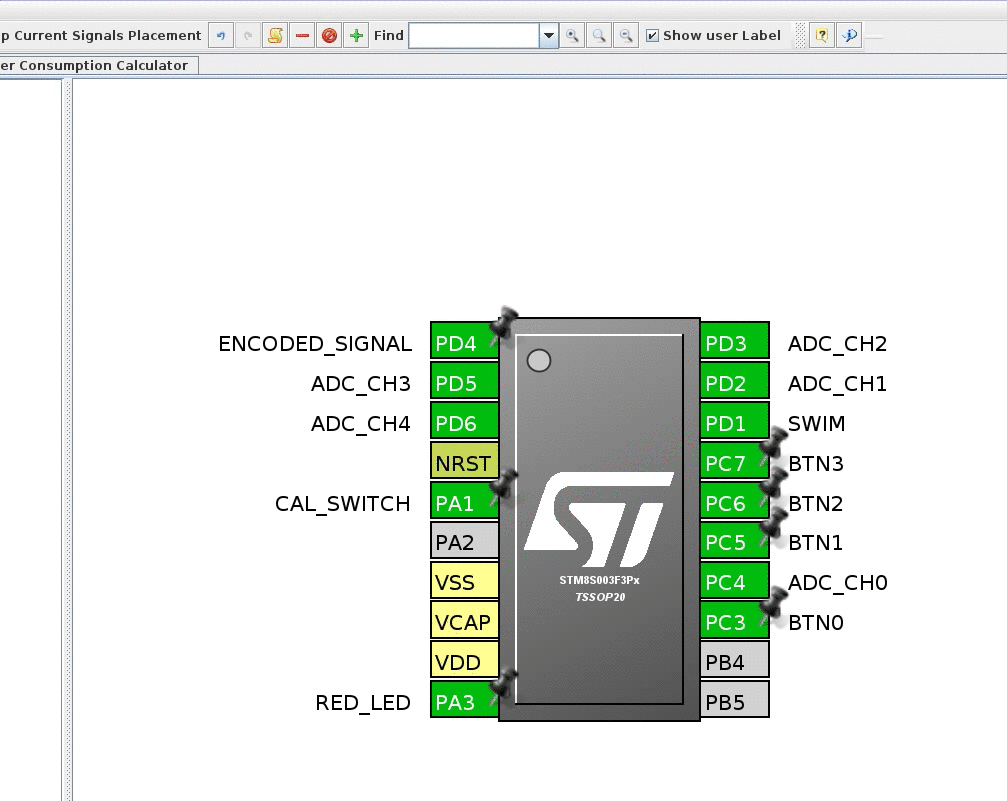 p Current Signals Placement Find Show user Label
er Consumption Calculator
ENCODED_SIGNAL PD4 PD3 ADC_CH2
ADC_CH3 PD5 PD2 ADC_CH1
ADC_CH4 PD6 PD1 SWIM
NRST PC7 BTN3
CAL_SWITCH PA1 PC6 BTN2
PA2 PC5 BTN1
VSS STM8S003F3Px PC4 ADC_CH0
TSSOP20
VCAP PC3 BTN0
VDD PB4
RED_LED PA3 PB5